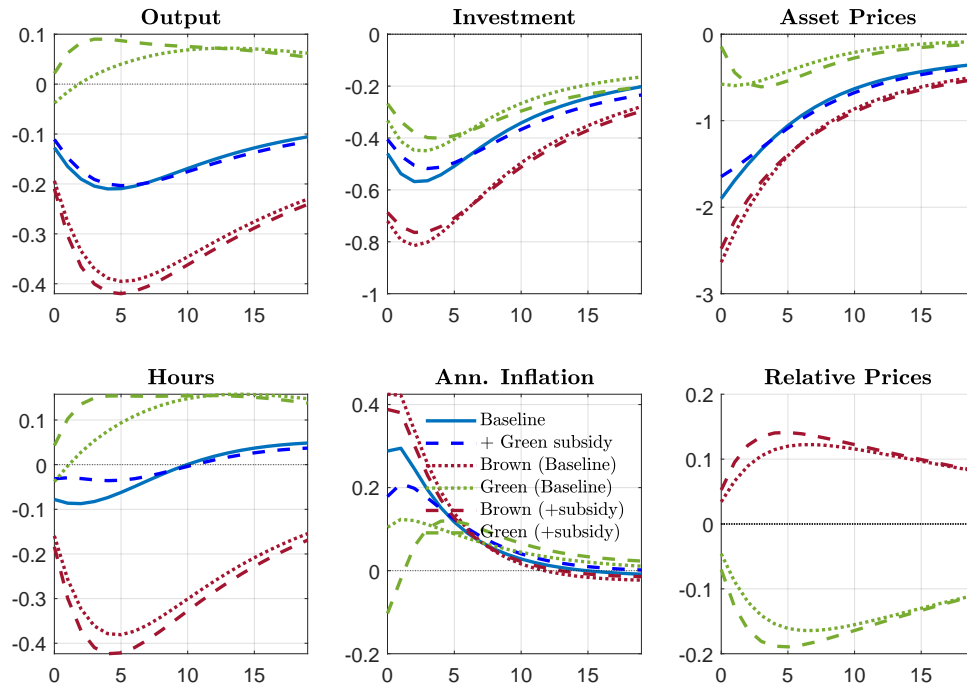 Output
0.1
0
-0.1
-0.2
-0.3
-0.4
0 5 10 15
Investment
0
-0.2
-0.4
-0.6
-0.8
-1
0 5 10 15
Asset Prices
0
-1
-2
-3
0 5 10 15
Hours
0.1
0
-0.1
-0.2
-0.3
-0.4
0 5 10 15
Ann. Inflation
0.4
0.2
0
-0.2
0 5 10 15
Baseline
+ Green subsidy
Brown (Baseline)
Green (Baseline)
Brown (+subsidy)
Green (+subsidy)
Relative Prices
0.2
0.1
0
-0.1
-0.2
0 5 10 15